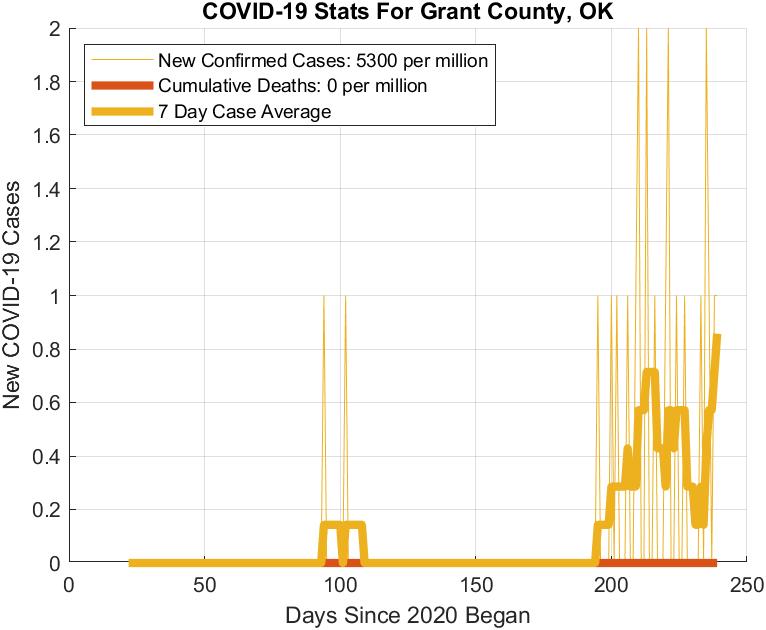 COVID-19 Stats For Grant County, OK
New Confirmed Cases: 5300 per million
Cumulative Deaths: 0 per million
7 Day Case Average
New COVID-19 Cases
2
1.8
1.6
1.4
1.2
1
0.8
0.6
0.4
0.2
0
0 50 100 150 200 250
Days Since 2020 Began